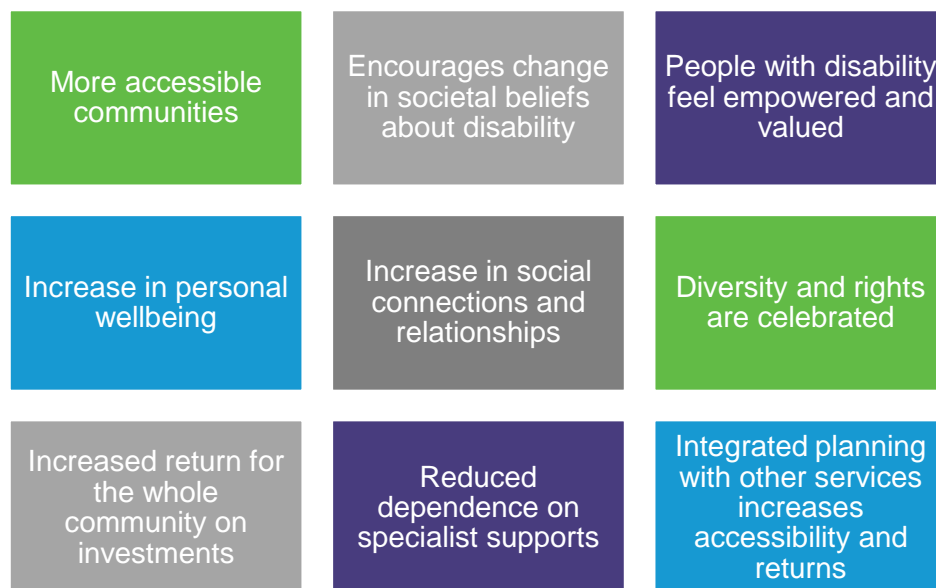 More accessible
communities
Encourages change
in societal beliefs
about disability
People with disability
feel empowered and
valued
Increase in personal
wellbeing
Increase in social
connections and
relationships
Diversity and rights
are celebrated
Increased return for
the whole
community on
investments
Reduced
dependence on
specialist supports
Integrated planning
with other services
increases
accessibility and
returns